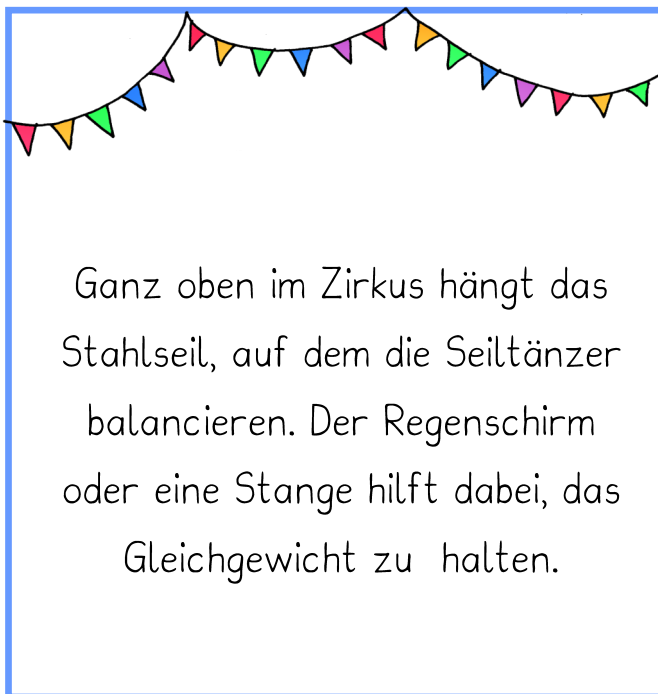 Ganz oben im Zirkus hängt das
Stahlseil, auf dem die Seiltänzer
balancieren. Der Regenschirm
oder eine Stange hilft dabei, das
Gleichgewicht zu  halten.